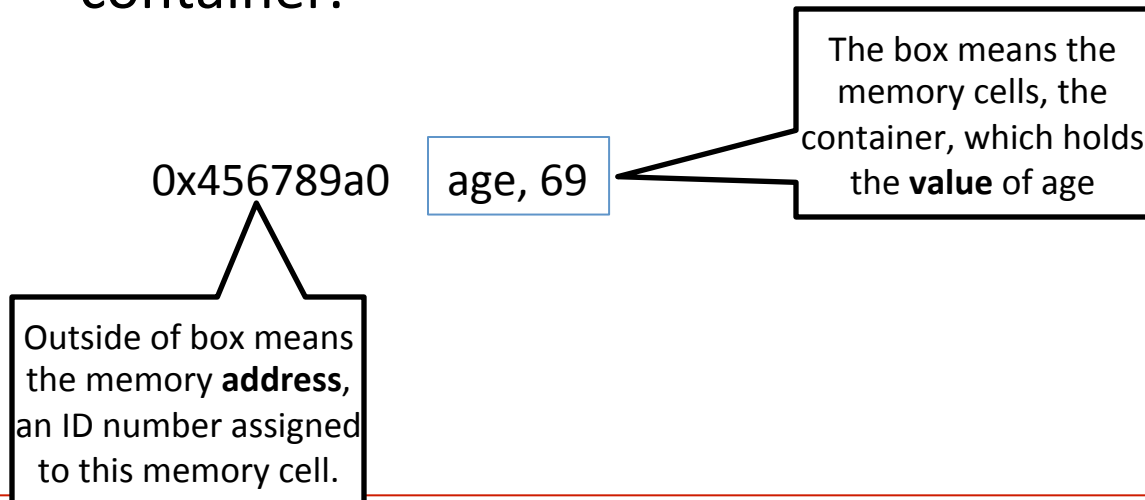 container.
The box means the
memory cells, the
container, which holds
the value of age
0x456789a0 age, 69
Outside of box means
the memory address,
an ID number assigned
to this memory cell.